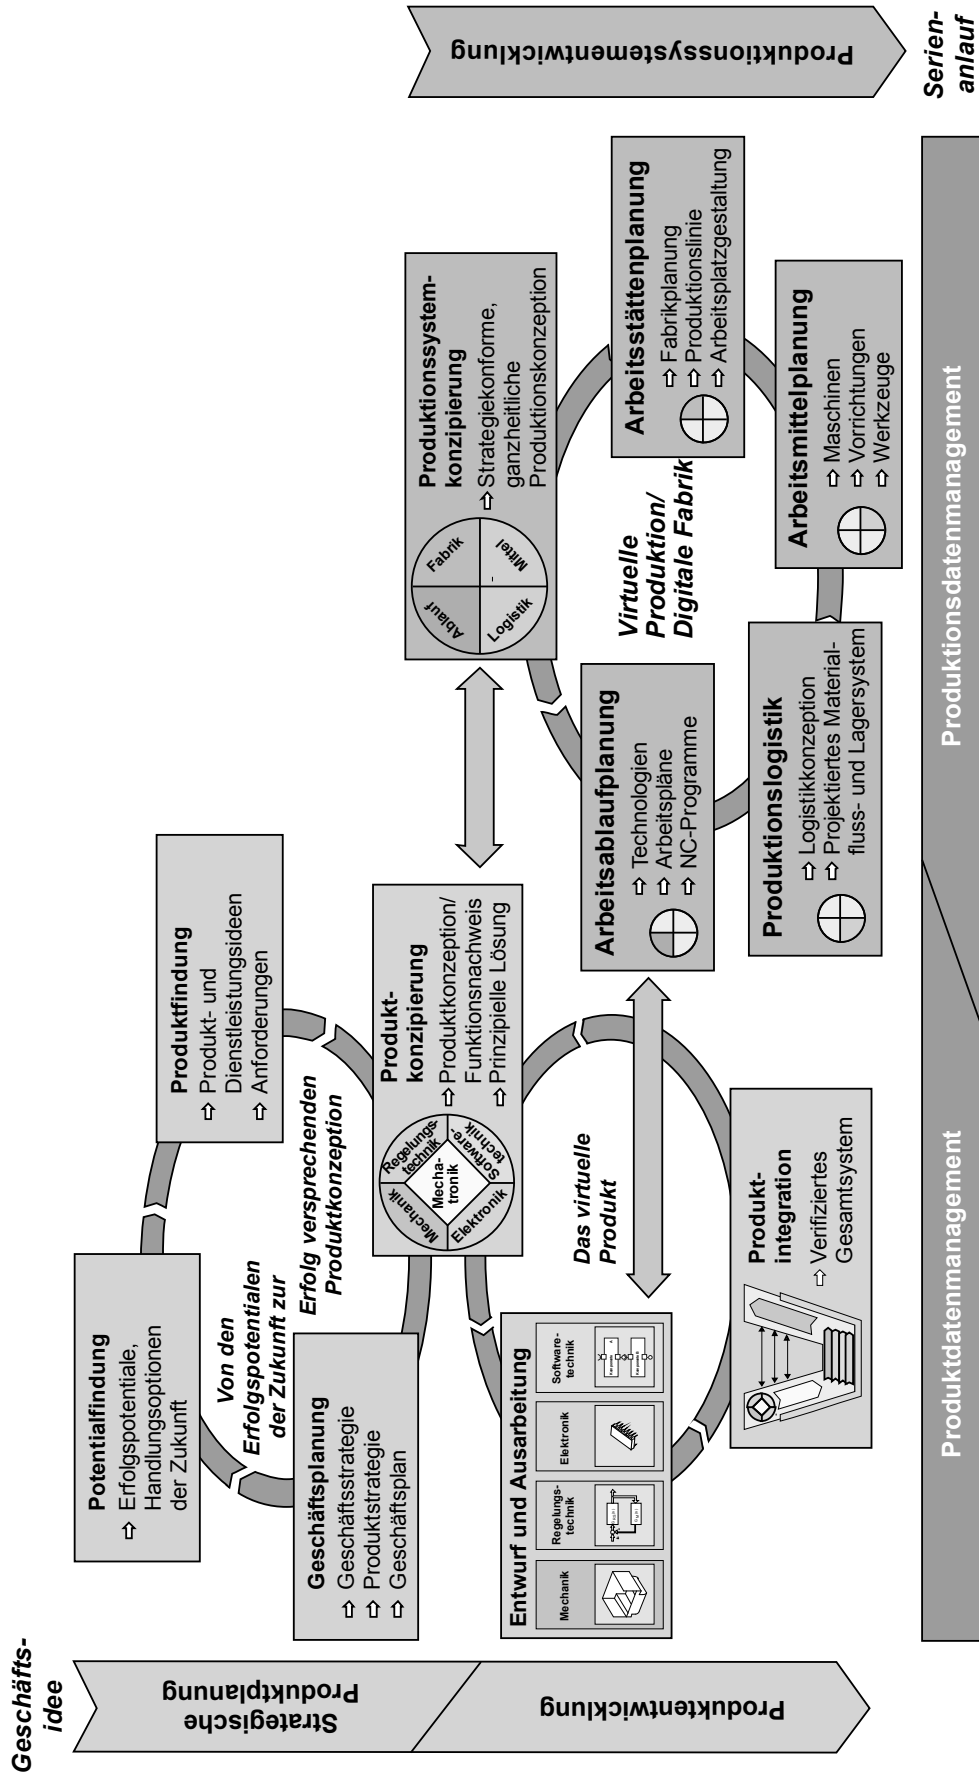 Geschäfts-
idee
Strategische
Produktplanung
Produktentwicklung
Potentialfindung
Erfolgspotentiale,
Handlungsoptionen
der Zukunft
Produktfindung
Produkt- und
Dienstleistungsideen
Anforderungen
Geschäftsplanung
Geschäftsstrategie
Produktstrategie
Geschäftsplan
Von den
Erfolgspotentialen
der Zukunft zur
Erfolg versprechenden
Produktkonzeption
Produkt-
konzipierung
Produktkonzeption/
Funktionsnachweis
Prinzipielle Lösung
Mechanik
Regelungs-
technik
Software-
technik
Elektronik
Mecha-
tronik
Entwurf und Ausarbeitung
Mechanik
Regelungs-
technik
Elektronik
Software-
technik
Das virtuelle
Produkt
Produkt-
integration
Verifiziertes
Gesamtsystem
Produktionssystem-
konzipierung
Strategiekonforme,
ganzheitliche
Produktionskonzeption
Ablauf
Fabrik
Logistik
Mittel
Arbeitsablaufplanung
Technologien
Arbeitspläne
NC-Programme
Virtuelle
Produktion/
Digitale Fabrik
Arbeitsstättenplanung
Fabrikplanung
Produktionslinie
Arbeitsplatzgestaltung
Produktionslogistik
Logistikkonzeption
Projektiertes Material-
fluss- und Lagersystem
Arbeitsmittelplanung
Maschinen
Vorrichtungen
Werkzeuge
Produktionssystementwicklung
Serien-
anlauf
Produktdatenmanagement
Produktionsdatenmanagement